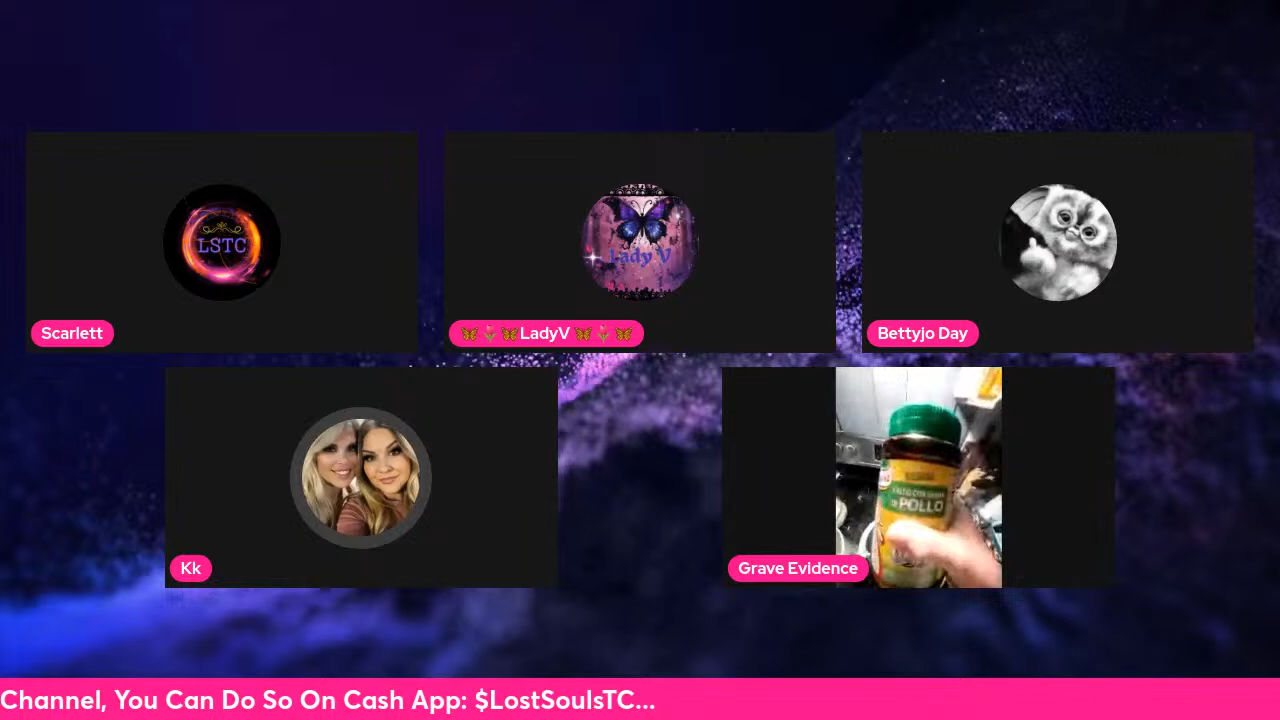 LSTC
Scarlett
Lady V
🦋🌷🦋LadyV 🦋🌷🦋
Bettyjo Day
Kk
POLLO
Grave Evidence
Channel, You Can Do So On Cash App: $LostSoulsTC...